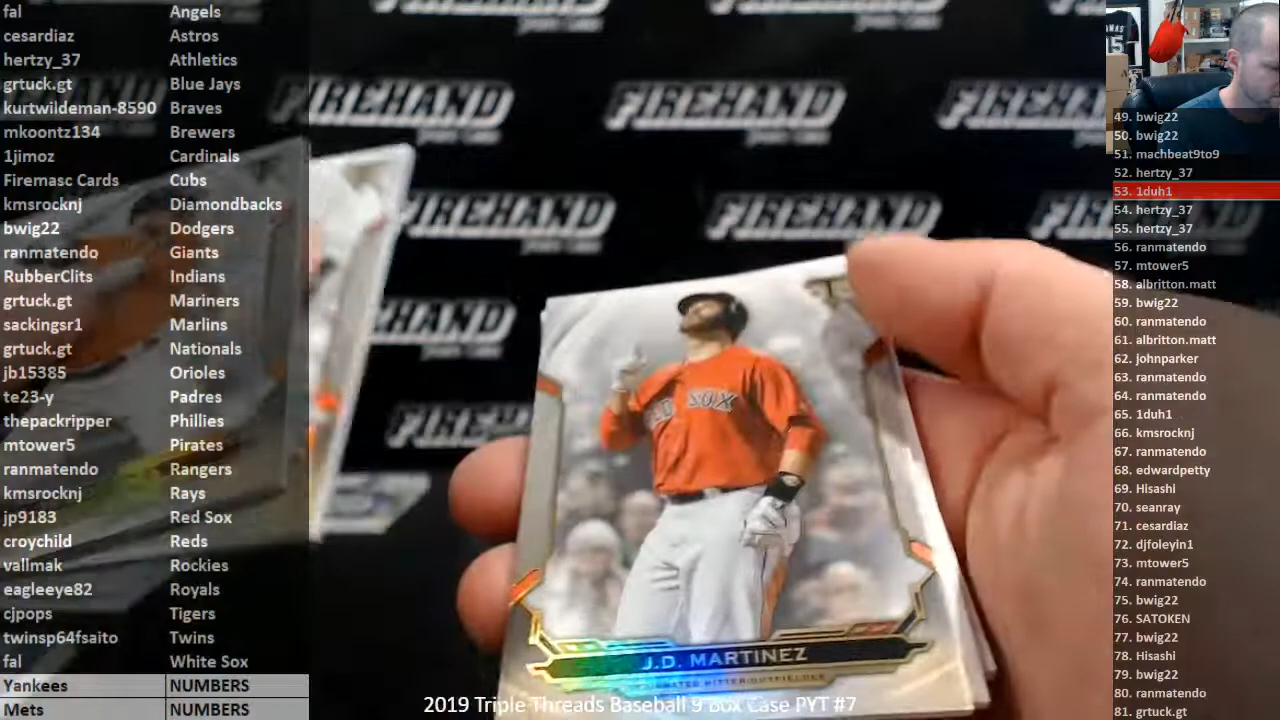 fal Angels
cesardiaz Astros
hertzy_37 Athletics
grtuck.gt Blue Jays
kurtwildeman-8590 Braves
mkoontz134 Brewers
1jimoz Cardinals
Firemasc Cards Cubs
kmsrocknj Diamondbacks
bwig22 Dodgers
ranmatendo Giants
RubberClits Indians
grtuck.gt Mariners
sackingsr1 Marlins
grtuck.gt Nationals
jb15385 Orioles
te23-y Padres
thepackripper Phillies
mtower5 Pirates
ranmatendo Rangers
kmsrocknj Rays
jp9183 Red Sox
croychild Reds
vallmak Rockies
eagleeye82 Royals
cjpops Tigers
twinsp64fsaito Twins
fal White Sox
Yankees NUMBERS
Mets NUMBERS
FIREHAND
FIREHAND
FIREHAND
FIREHAND
FIREHAND
RED SOX
J.D. MARTINEZ
DESIGNATED HITTER/OUTFIELDER
2019 Triple Threads Baseball 9 Box Case PYT #7
49. bwig22
50. bwig22
51. machbeat9to9
52. hertzy_37
53. 1duh1
54. hertzy_37
55. hertzy_37
56. ranmatendo
57. mtower5
58. albritton.matt
59. bwig22
60. ranmatendo
61. albritton.matt
62. johnparker
63. ranmatendo
64. ranmatendo
65. 1duh1
66. kmsrocknj
67. ranmatendo
68. edwardpetty
69. Hisashi
70. seanray
71. cesardiaz
72. djfoleyin1
73. mtower5
74. ranmatendo
75. bwig22
76. SATOKEN
77. bwig22
78. Hisashi
79. bwig22
80. ranmatendo
81. grtuck.gt